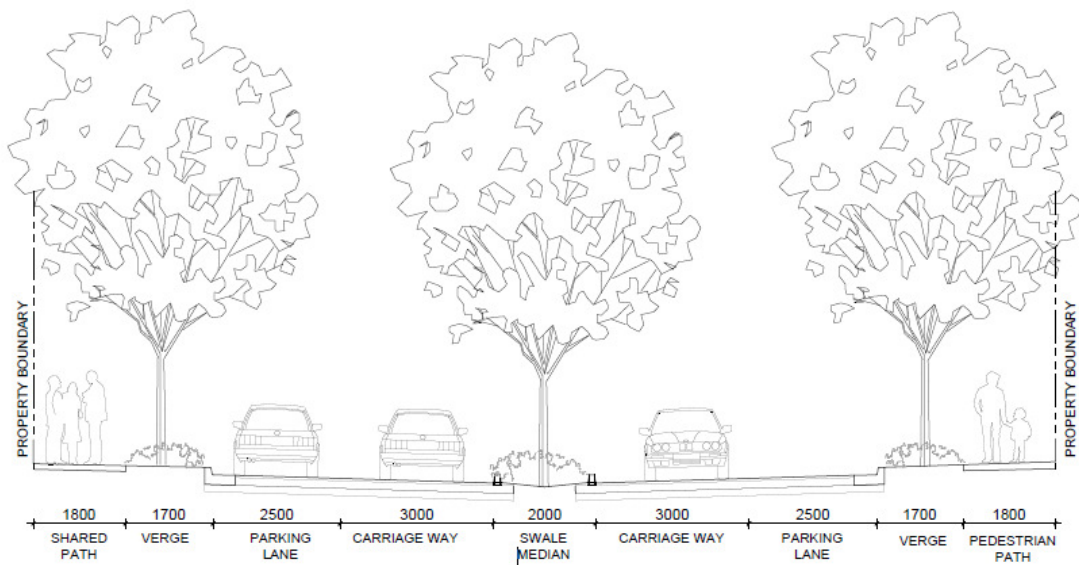 PROPERTY BOUNDARY
PROPERTY BOUNDARY
1800 1700 2500 3000 2000 3000 2500 1700 1800
SHARED PATH
VERGE
PARKING LANE
CARRIAGE WAY
SWALE MEDIAN
CARRIAGE WAY
PARKING LANE
VERGE
PEDESTRIAN PATH